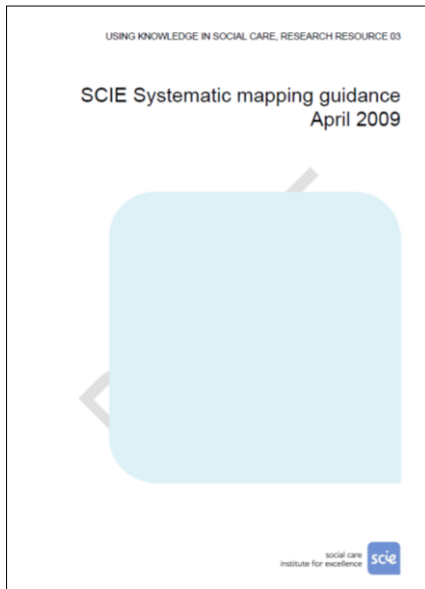 USING KNOWLEDGE IN SOCIAL CARE, RESEARCH RESOURCE 03
SCIE Systematic mapping guidance
April 2009
social care
institute for excellence
scie